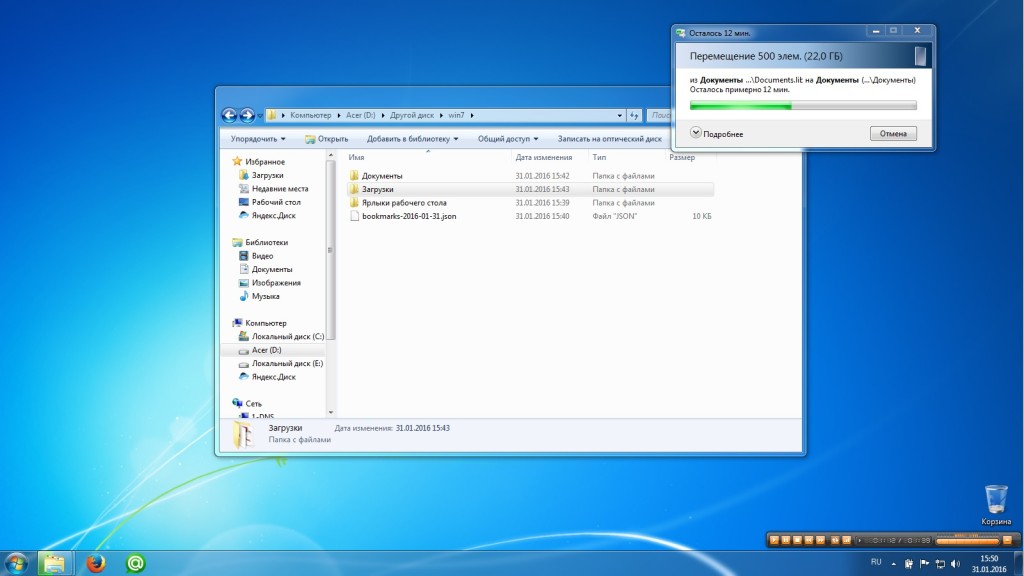 Осталось 12 мин.
Перемещение 500 элем. (22,0 ГБ)
из Документы ...\Documents.lib на Документы (...\Документы)
Осталось примерно 12 мин.
Подробнее
Отмена
Компьютер Acer (D:) Другой диск win7
Упорядочить Открыть Добавить в библиотеку Общий доступ Записать на оптический диск
Имя Дата изменения Тип Размер
Документы 31.01.2016 15:42 Папка с файлами
Загрузки 31.01.2016 15:43 Папка с файлами
Ярлыки рабочего стола 31.01.2016 15:39 Папка с файлами
bookmarks-2016-01-31.json 31.01.2016 15:40 Файл "JSON" 10 КБ
Избранное
Загрузки
Недавние места
Рабочий стол
Яндекс.Диск
Библиотеки
Видео
Документы
Изображения
Музыка
Компьютер
Локальный диск (C:)
Acer (D:)
Локальный диск (E:)
Яндекс.Диск
Сеть
1-DNS
Загрузки Дата изменения: 31.01.2016 15:43
Папка с файлами
Корзина
RU
15:50
31.01.2016